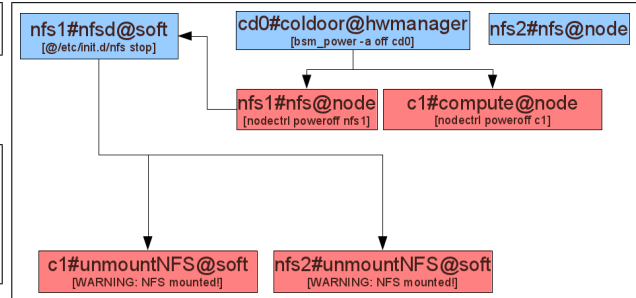 nfs1#nfsd@soft
[@/etc/init.d/nfs stop]
cd0#coldoor@hwmanager
[bsm_power -a off cd0]
nfs2#nfs@node
nfs1#nfs@node
[nodectrl poweroff nfs1]
c1#compute@node
[nodectrl poweroff c1]
c1#unmountNFS@soft
[WARNING: NFS mounted!]
nfs2#unmountNFS@soft
[WARNING: NFS mounted!]